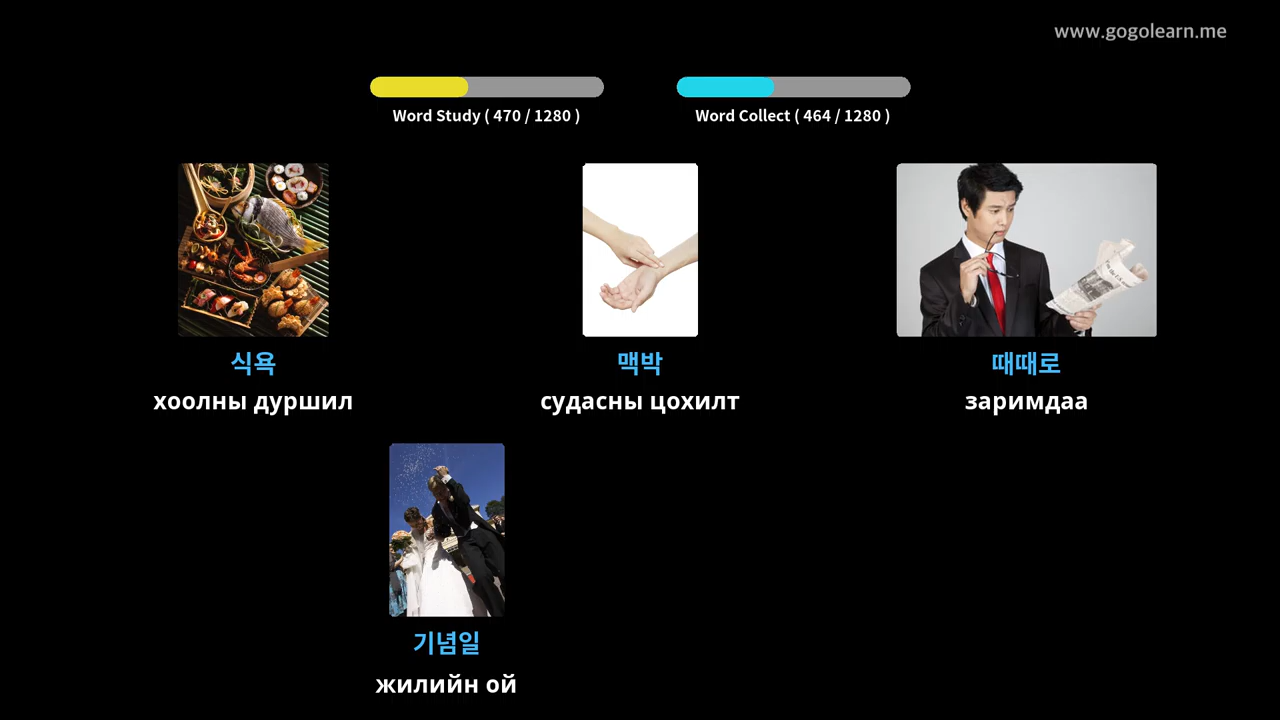 www.gogolearn.me
Word Study ( 470 / 1280 )
Word Collect ( 464 / 1280 )
식욕
хоолны дуршил
맥박
судасны цохилт
때때로
заримдаа
기념일
жилийн ой